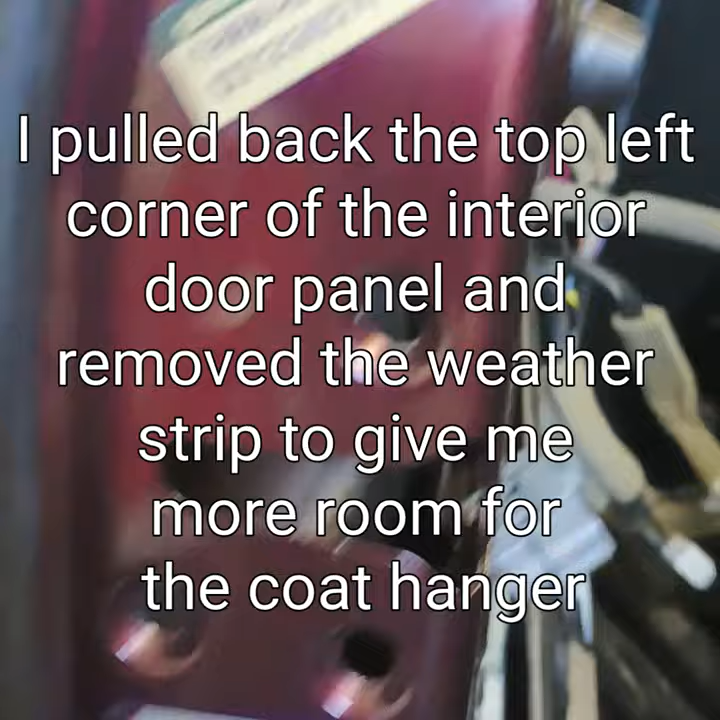 I pulled back the top left
corner of the interior
door panel and
removed the weather
strip to give me
more room for
the coat hanger